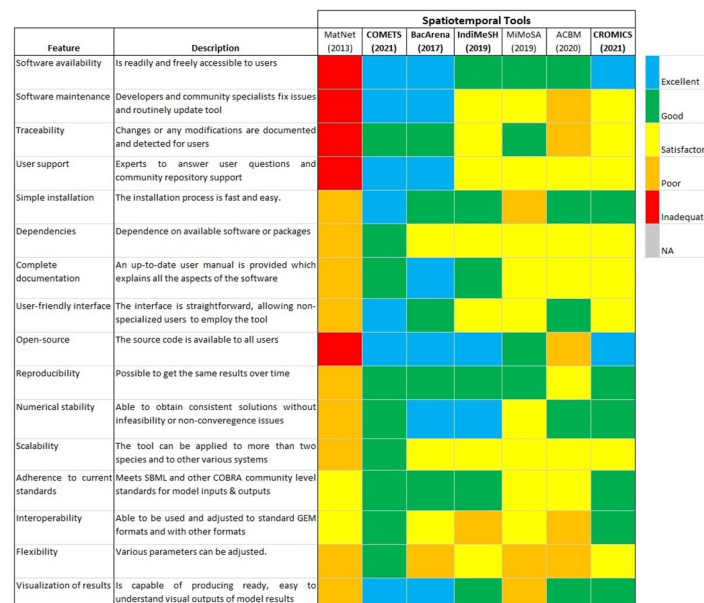 Spatiotemporal Tools
Feature Description MatNet (2013) COMETS (2021) BacArena (2017) IndiMeSH (2019) MiMoSA (2019) ACBM (2020) CROMICS (2021)
Software availability Is readily and freely accessible to users
Software maintenance Developers and community specialists fix issues
and routinely update tool
Traceability Changes or any modifications are documented
and detected for users
User support Experts to answer user questions and
community repository support
Simple installation The installation process is fast and easy.
Dependencies Dependence on available software or packages
Complete An up-to-date user manual is provided which
documentation explains all the aspects of the software
User-friendly interface The interface is straightforward, allowing non-
specialized users to employ the tool
Open-source The source code is available to all users
Reproducibility Possible to get the same results over time
Numerical stability Able to obtain consistent solutions without
infeasibility or non-converegence issues
Scalability The tool can be applied to more than two
species and to other various systems
Adherence to current Meets SBML and other COBRA community level
standards standards for model inputs & outputs
Interoperability Able to be used and adjusted to standard GEM
formats and with other formats
Flexibility Various parameters can be adjusted.
Visualization of results Is capable of producing ready, easy to
understand visual outputs of model results
Excellent
Good
Satisfactor
Poor
Inadequat
NA